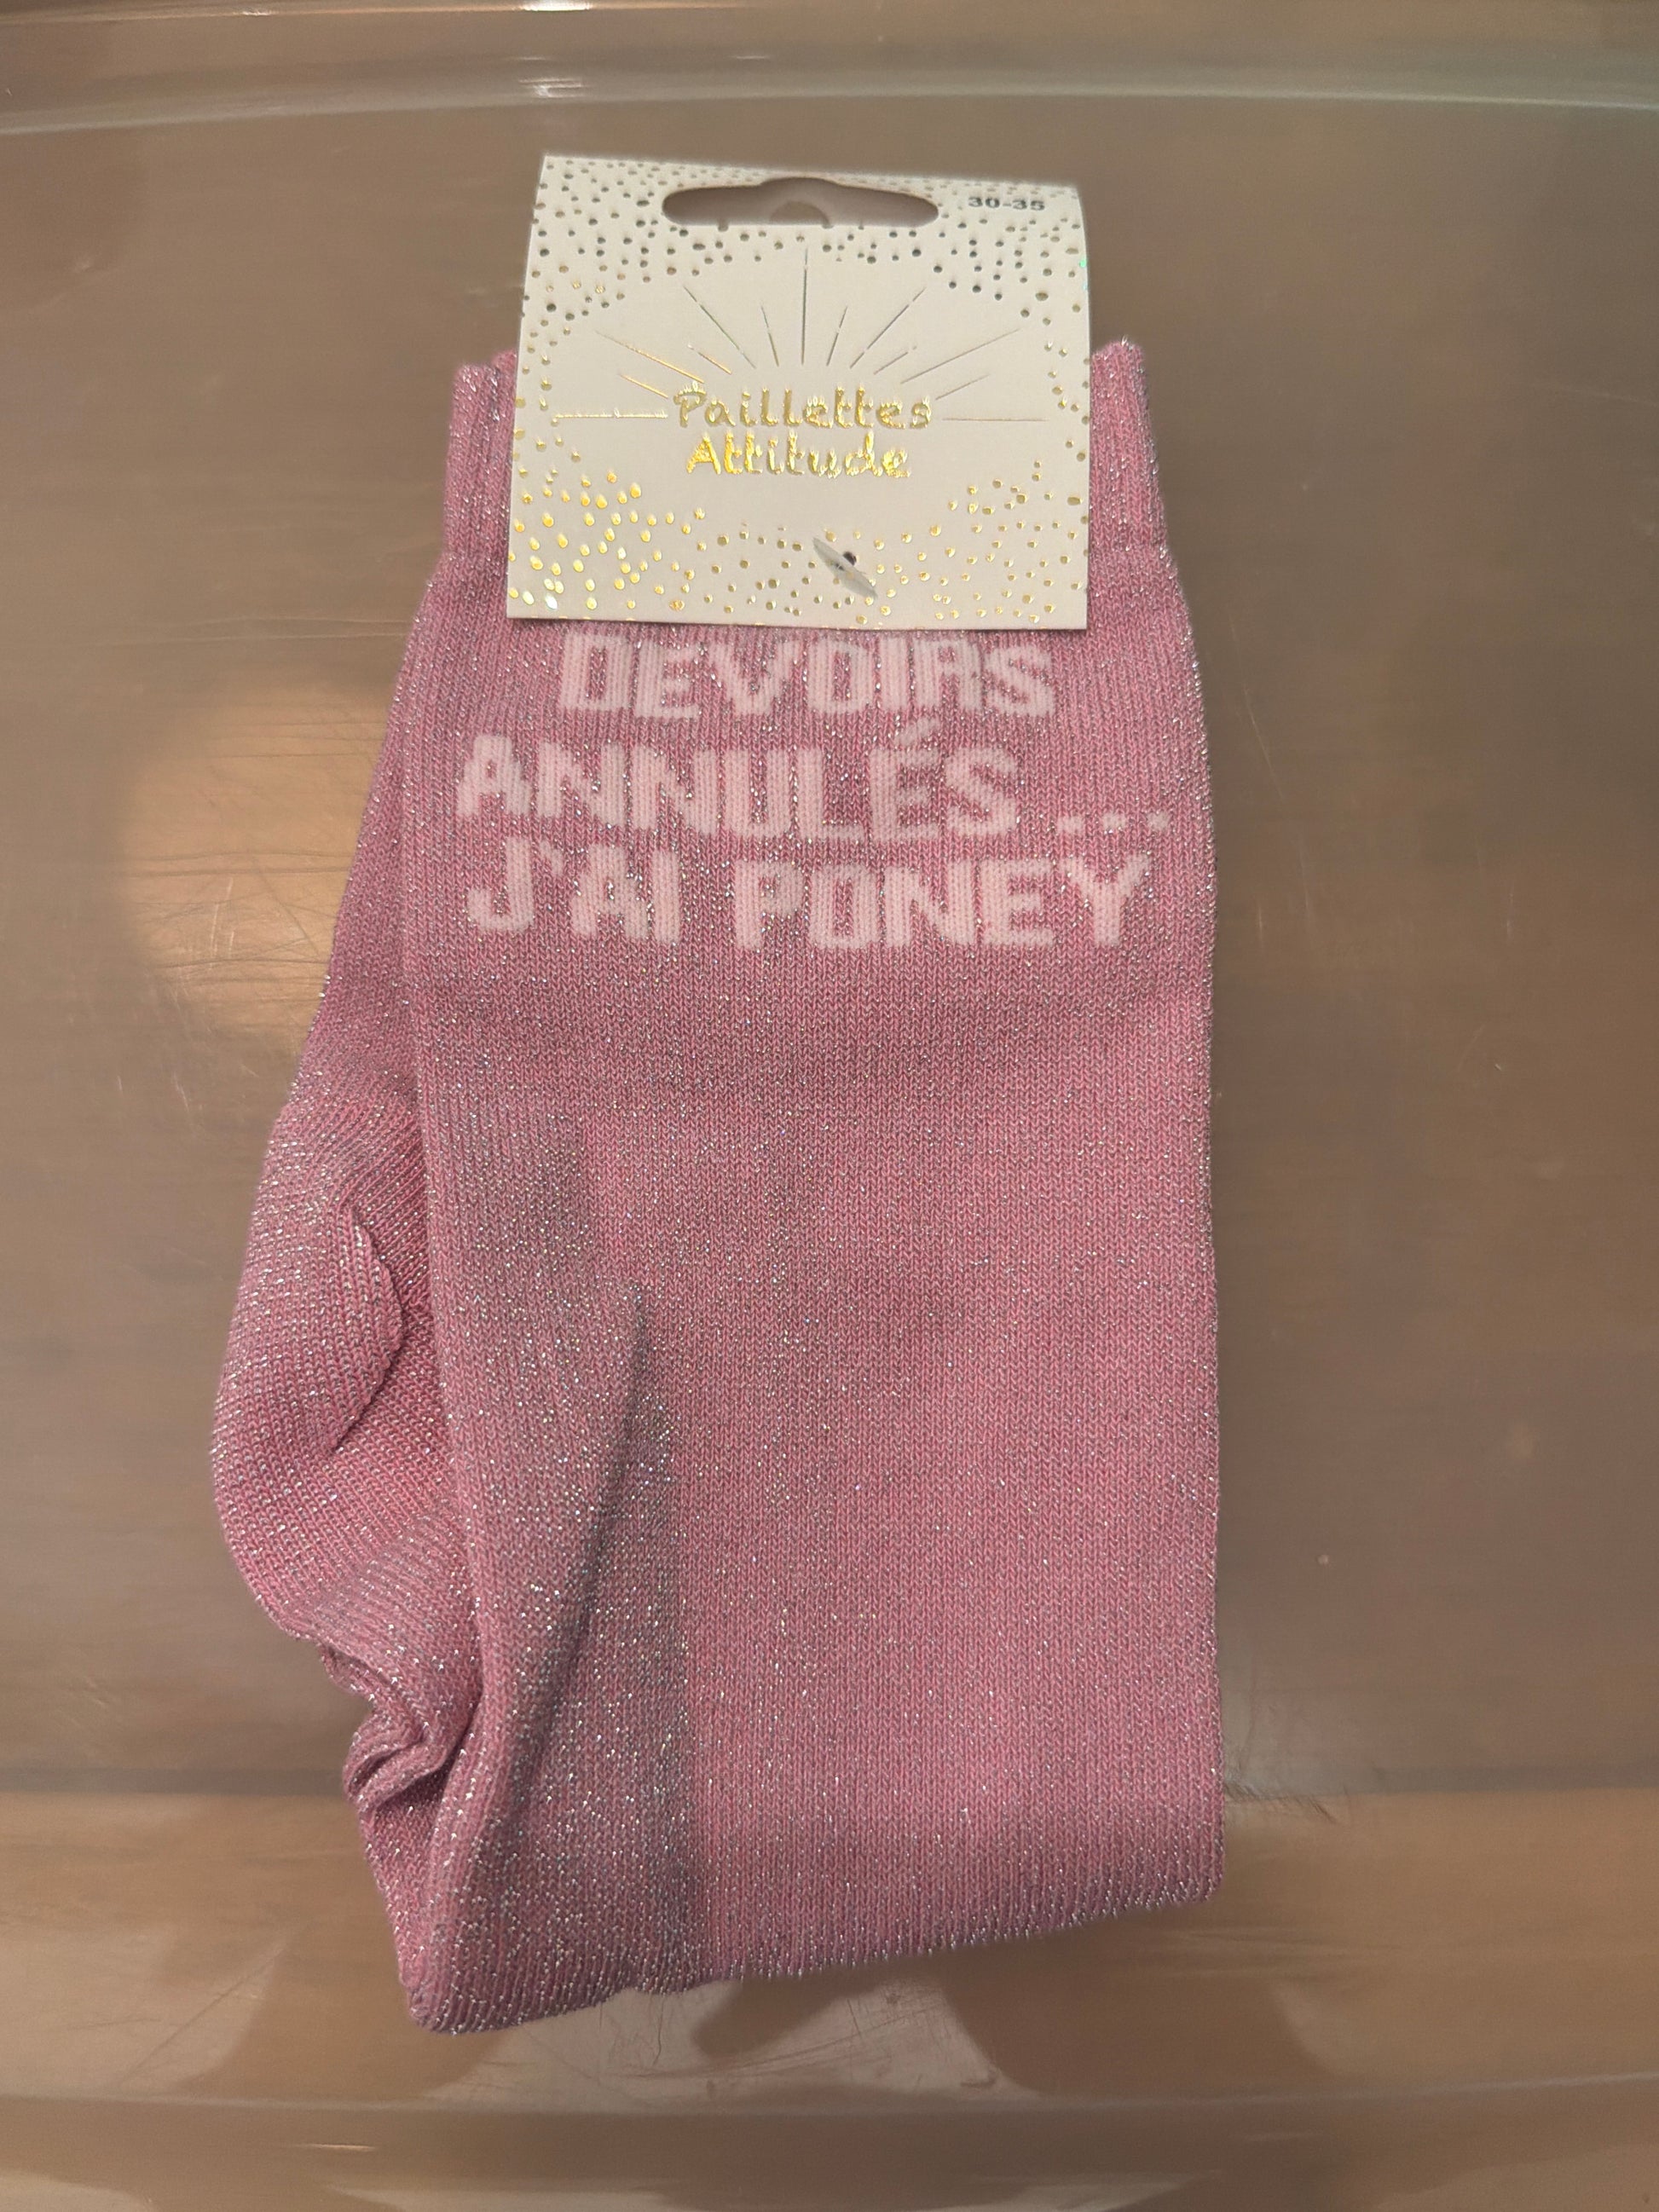 30-35
Paillettes
Attitude
DEVOIRS
ANNULÉS...
J'AI PONEY